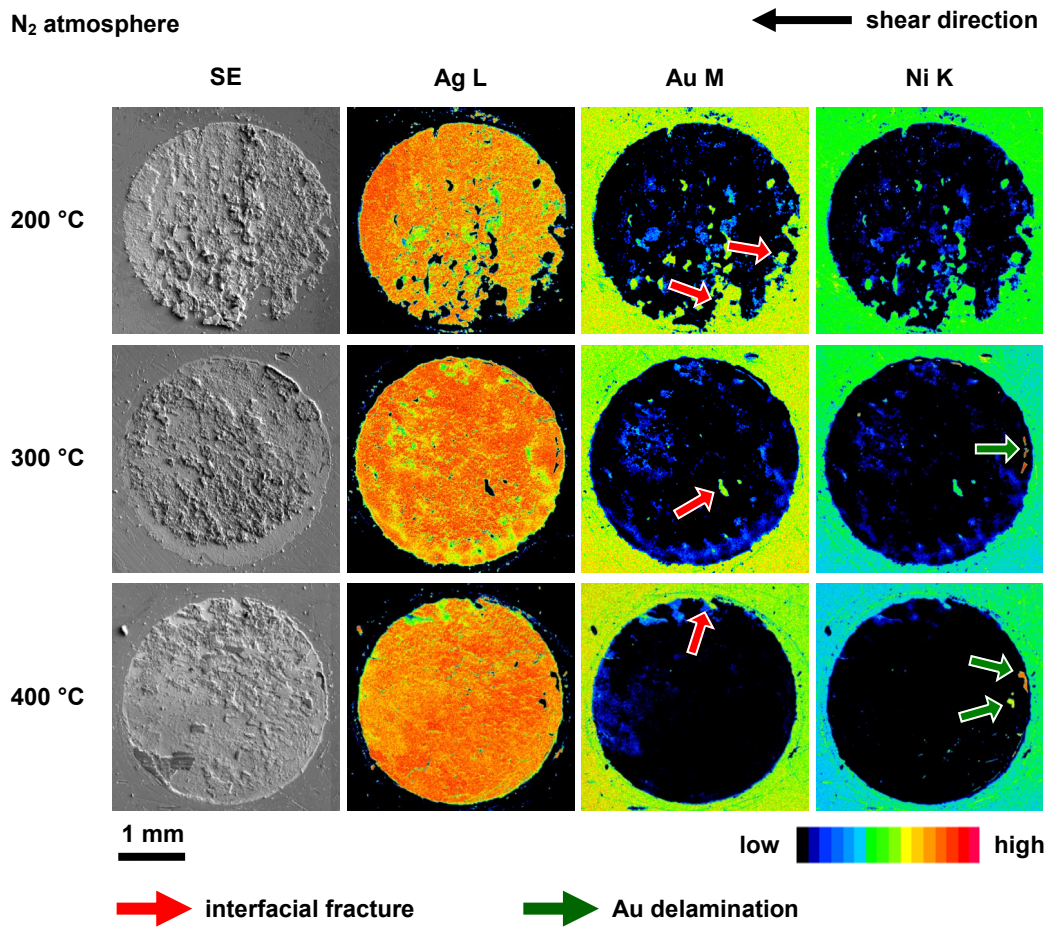 N₂ atmosphere
shear direction
SE Ag L Au M Ni K
200 °C
300 °C
400 °C
1 mm
low high
interfacial fracture Au delamination